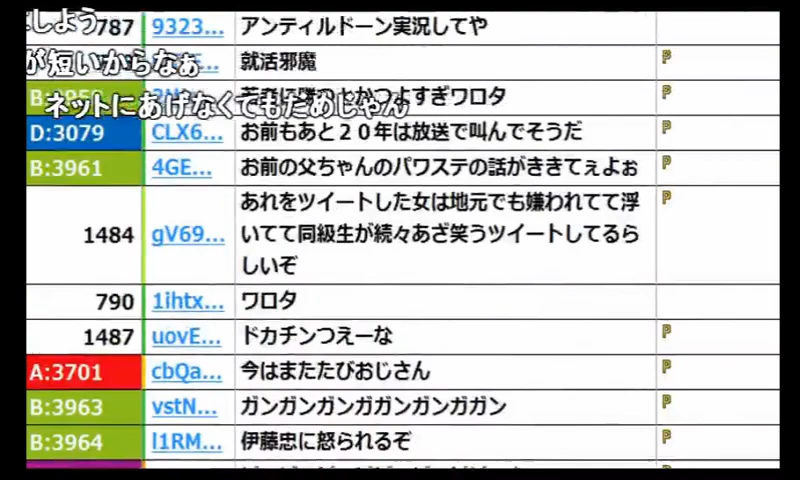 しよう
787 9323... アンティルドーン実況してや
が短いからなぁ
就活邪魔 P
ネットにあげなくてもだめじゃん
すぎワロタ P
D:3079 CLX6... お前もあと２０年は放送で叫んでそうだ P
B:3961 4GE... お前の父ちゃんのパワステの話がききてぇよぉ P
あれをツイートした女は地元でも嫌われてて浮 P
1484 gV69... いてて同級生が続々あざ笑うツイートしてるら
しいぞ
790 1ihtx... ワロタ
1487 uovE... ドカチンつえーな P
A:3701 cbQa... 今はまたたびおじさん P
B:3963 vstN... ガンガンガンガガンガンガガン P
B:3964 l1RM... 伊藤忠に怒られるぞ P